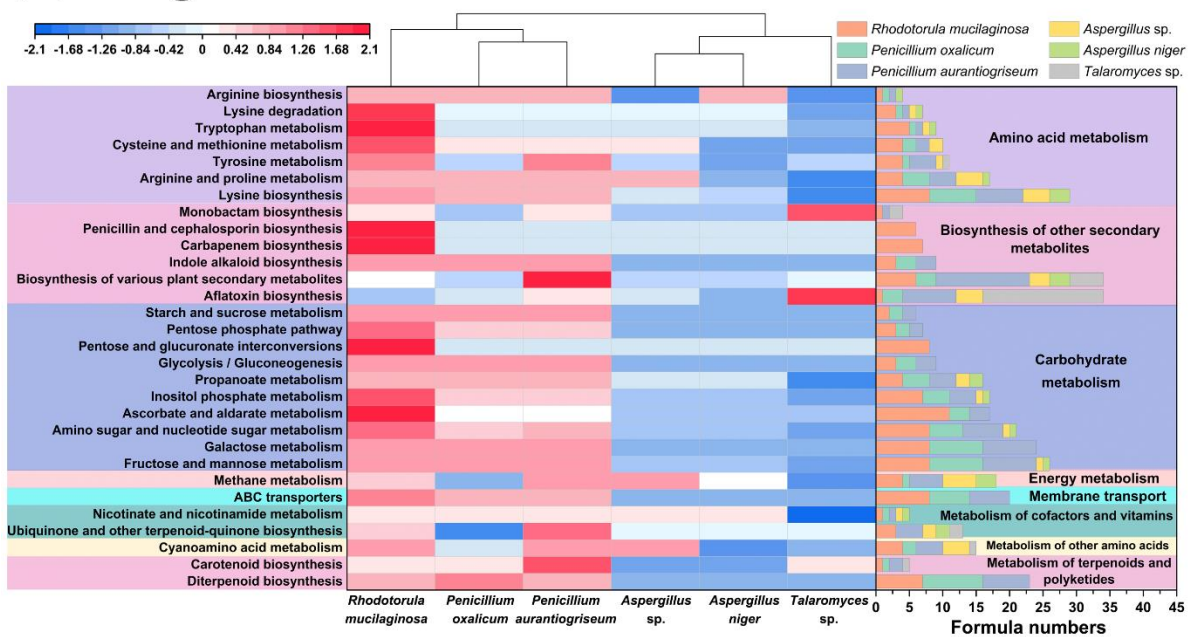 -2.1 -1.68 -1.26 -0.84 -0.42 0 0.42 0.84 1.26 1.68 2.1
Rhodotorula mucilaginosa
Aspergillus sp.
Penicillium oxalicum
Aspergillus niger
Penicillium aurantiogriseum
Talaromyces sp.
Arginine biosynthesis
Lysine degradation
Tryptophan metabolism
Cysteine and methionine metabolism
Tyrosine metabolism
Arginine and proline metabolism
Lysine biosynthesis
Monobactam biosynthesis
Penicillin and cephalosporin biosynthesis
Carbapenem biosynthesis
Indole alkaloid biosynthesis
Biosynthesis of various plant secondary metabolites
Aflatoxin biosynthesis
Starch and sucrose metabolism
Pentose phosphate pathway
Pentose and glucuronate interconversions
Glycolysis / Gluconeogenesis
Propanoate metabolism
Inositol phosphate metabolism
Ascorbate and aldarate metabolism
Amino sugar and nucleotide sugar metabolism
Galactose metabolism
Fructose and mannose metabolism
Methane metabolism
ABC transporters
Nicotinate and nicotinamide metabolism
Ubiquinone and other terpenoid-quinone biosynthesis
Cyanoamino acid metabolism
Carotenoid biosynthesis
Diterpenoid biosynthesis
Amino acid metabolism
Biosynthesis of other secondary
metabolites
Carbohydrate
metabolism
Energy metabolism
Membrane transport
Metabolism of cofactors and vitamins
Metabolism of other amino acids
Metabolism of terpenoids and
polyketides
Rhodotorula
mucilaginosa
Penicillium
oxalicum
Penicillium
aurantiogriseum
Aspergillus
sp.
Aspergillus
niger
Talaromyces
sp.
0 5 10 15 20 25 30 35 40 45
Formula numbers